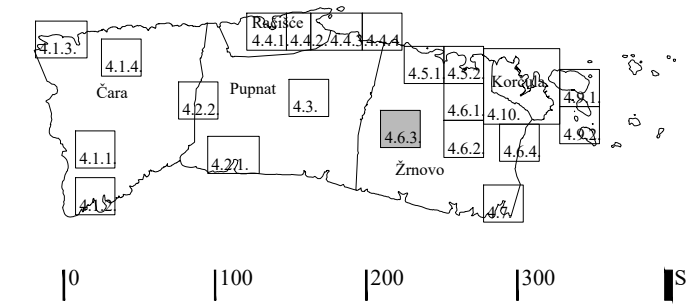 Račišće
4.1.3. 4.4.1. 4.4.2. 4.4.3. 4.4.4.
4.1.4. 4.5.1. 4.5.2. Korčula
Čara Pupnat 4.9.1.
4.2.2. 4.3. 4.6.1. 4.10.
4.6.3. 4.9.2.
4.1.1. 4.2.1. 4.6.2. 4.6.4.
Žrnovo
4.1.2. 4.7.
0 100 200 300 S